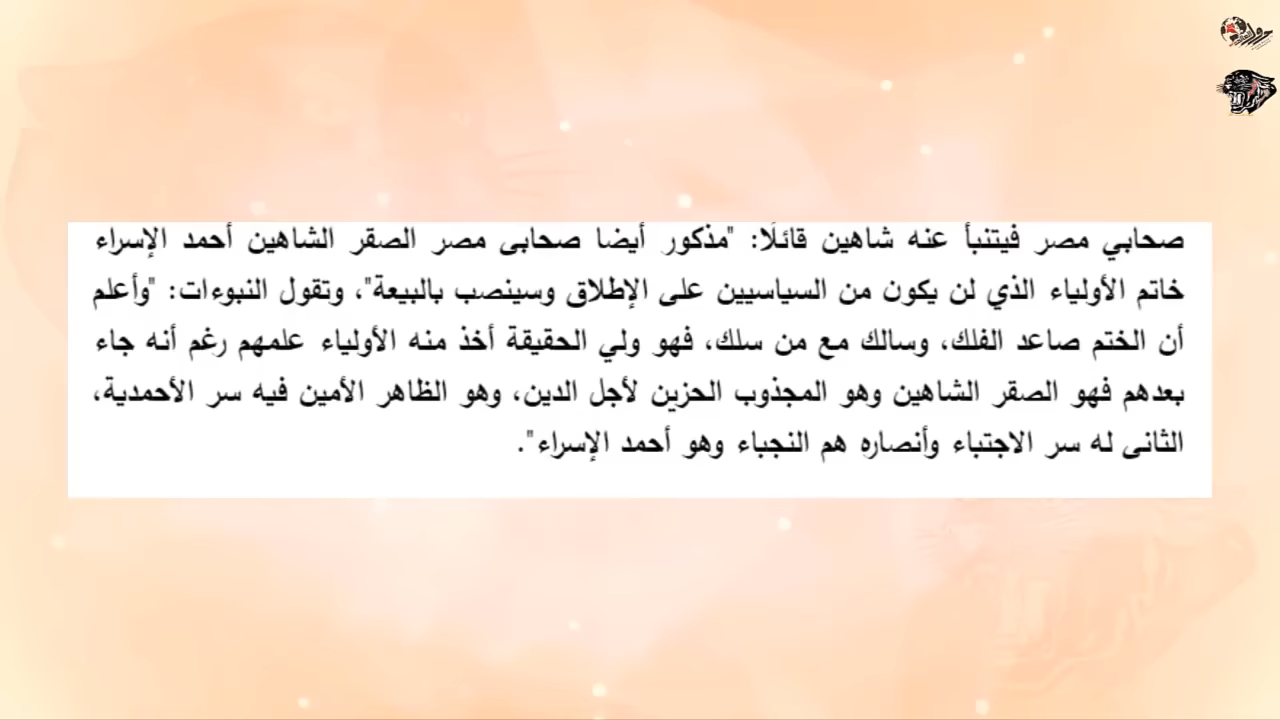 صحابي مصر فيتنبأ عنه شاهين قائلًا: "مذكور أيضا صحابى مصر الصقر الشاهين أحمد الإسراء
خاتم الأولياء الذي لن يكون من السياسيين على الإطلاق وسينصب بالبيعة"، وتقول النبوءات: "وأعلم
أن الختم صاعد الفلك، وسالك مع من سلك، فهو ولي الحقيقة أخذ منه الأولياء علمهم رغم أنه جاء
بعدهم فهو الصقر الشاهين وهو المجذوب الحزين لأجل الدين، وهو الظاهر الأمين فيه سر الأحمدية،
الثانى له سر الاجتباء وأنصاره هم النجباء وهو أحمد الإسراء".